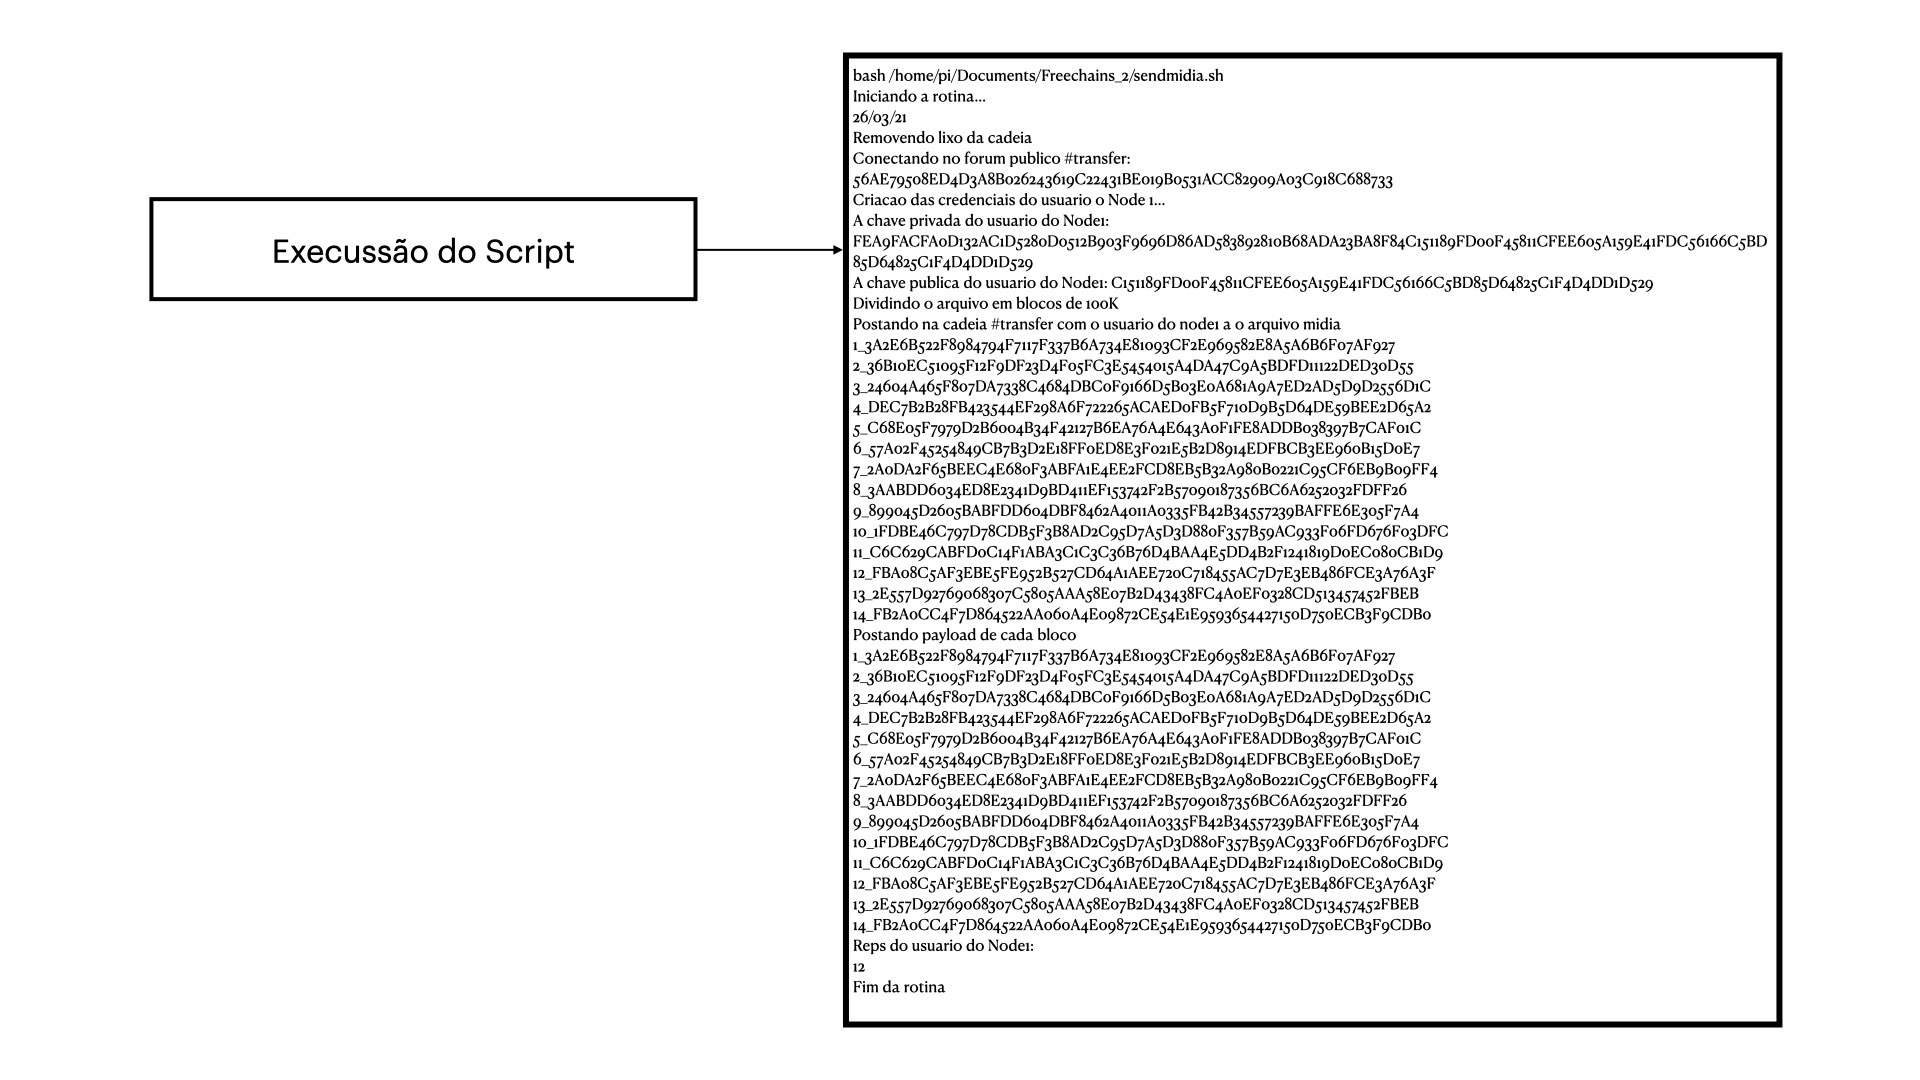 Execussão do Script
bash /home/pi/Documents/Freechains_2/sendmidia.sh
Iniciando a rotina...
26/03/21
Removendo lixo da cadeia
Conectando no forum publico #transfer:
56AE79508ED4D3A8B026243619C22431BE019B0531ACC82909A03C918C688733
Criacao das credenciais do usuario o Node 1...
A chave privada do usuario do Node1:
FEA9FACFA0D132AC1D5280D0512B903F9696D86AD583892810B68ADA23BA8F84C151189FD00F45811CFEE605A159E41FDC56166C5BD
85D64825C1F4D4DD1D529
A chave publica do usuario do Node1: C151189FD00F45811CFEE605A159E41FDC56166C5BD85D64825C1F4D4DD1D529
Dividindo o arquivo em blocos de 100K
Postando na cadeia #transfer com o usuario do node1 a o arquivo midia
1_3A2E6B522F8984794F7117F337B6A734E81093CF2E969582E8A5A6B6F07AF927
2_36B10EC51095F12F9DF23D4F05FC3E5454015A4DA47C9A5BDFD11122DED30D55
3_24604A465F807DA7338C4684DBC0F9166D5B03E0A681A9A7ED2AD5D9D2556D1C
4_DEC7B2B28FB423544EF298A6F722265ACAED0FB5F710D9B5D64DE59BEE2D65A2
5_C68E05F7979D2B6004B34F42127B6EA76A4E643A0F1FE8ADDB038397B7CAF01C
6_57A02F45254849CB7B3D2E18FF0ED8E3F021E5B2D8914EDFBCB3EE960B15D0E7
7_2A0DA2F65BEEC4E680F3ABFA1E4EE2FCD8EB5B32A980B0221C95CF6EB9B09FF4
8_3AABDD6034ED8E2341D9BD411EF153742F2B57090187356BC6A6252032FDFF26
9_899045D2605BABFDD604DBF8462A4011A0335FB42B34557239BAFFE6E305F7A4
10_1FDBE46C797D78CDB5F3B8AD2C95D7A5D3D880F357B59AC933F06FD676F03DFC
11_C6C629CABFD0C14F1ABA3C1C3C36B76D4BAA4E5DD4B2F1241819D0EC080CB1D9
12_FBA08C5AF3EBE5FE952B527CD64A1AEE720C718455AC7D7E3EB486FCE3A76A3F
13_2E557D92769068307C5805AAA58E07B2D43438FC4A0EF0328CD513457452FBEB
14_FB2A0CC4F7D864522AA060A4E09872CE54E1E9593654427150D750ECB3F9CDB0
Postando payload de cada bloco
1_3A2E6B522F8984794F7117F337B6A734E81093CF2E969582E8A5A6B6F07AF927
2_36B10EC51095F12F9DF23D4F05FC3E5454015A4DA47C9A5BDFD11122DED30D55
3_24604A465F807DA7338C4684DBC0F9166D5B03E0A681A9A7ED2AD5D9D2556D1C
4_DEC7B2B28FB423544EF298A6F722265ACAED0FB5F710D9B5D64DE59BEE2D65A2
5_C68E05F7979D2B6004B34F42127B6EA76A4E643A0F1FE8ADDB038397B7CAF01C
6_57A02F45254849CB7B3D2E18FF0ED8E3F021E5B2D8914EDFBCB3EE960B15D0E7
7_2A0DA2F65BEEC4E680F3ABFA1E4EE2FCD8EB5B32A980B0221C95CF6EB9B09FF4
8_3AABDD6034ED8E2341D9BD411EF153742F2B57090187356BC6A6252032FDFF26
9_899045D2605BABFDD604DBF8462A4011A0335FB42B34557239BAFFE6E305F7A4
10_1FDBE46C797D78CDB5F3B8AD2C95D7A5D3D880F357B59AC933F06FD676F03DFC
11_C6C629CABFD0C14F1ABA3C1C3C36B76D4BAA4E5DD4B2F1241819D0EC080CB1D9
12_FBA08C5AF3EBE5FE952B527CD64A1AEE720C718455AC7D7E3EB486FCE3A76A3F
13_2E557D92769068307C5805AAA58E07B2D43438FC4A0EF0328CD513457452FBEB
14_FB2A0CC4F7D864522AA060A4E09872CE54E1E9593654427150D750ECB3F9CDB0
Reps do usuario do Node1:
12
Fim da rotina